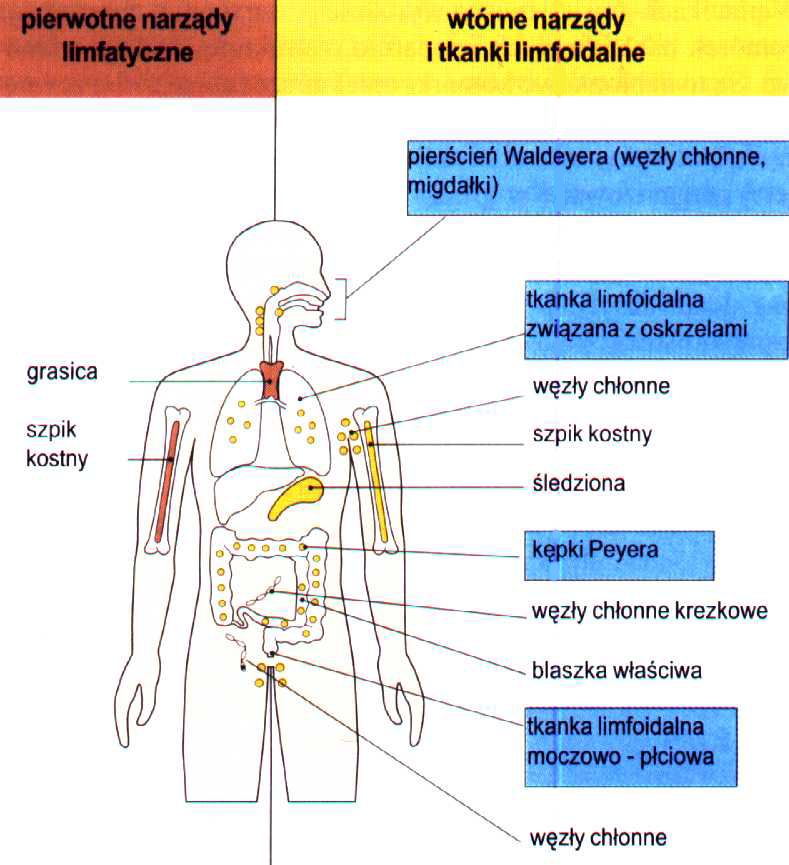 pierwotne narządy
limfatyczne
wtórne narządy
i tkanki limfoidalne
pierścień Waldeyera (węzły chłonne,
migdałki)
tkanka limfoidalna
związana z oskrzelami
grasica
węzły chłonne
szpik
kostny
szpik kostny
śledziona
kępki Peyera
węzły chłonne krezkowe
blaszka właściwa
tkanka limfoidalna
moczowo - płciowa
węzły chłonne